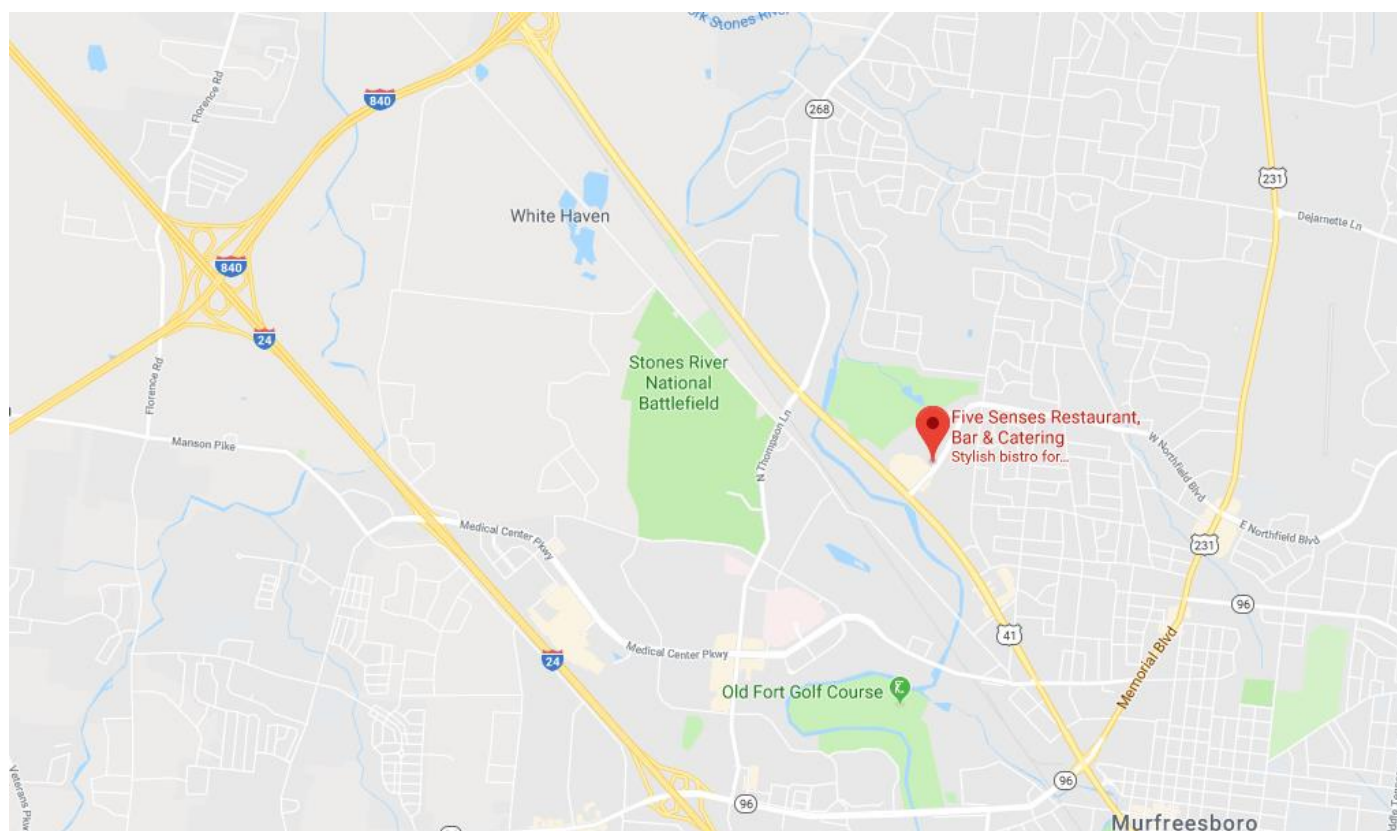 ork Stones River
Florence Rd
840
268
231
White Haven
Dejarnette Ln
840
24
Stones River
National
Battlefield
Florence Rd
Five Senses Restaurant,
Bar & Catering
Stylish bistro for...
Manson Pike
N Thompson Ln
W Northfield Blvd
Medical Center Pkwy
E Northfield Blvd
231
96
41
Medical Center Pkwy
24
Memorial Blvd
Old Fort Golf Course
Veterans Pkw
96
96
Murfreesboro